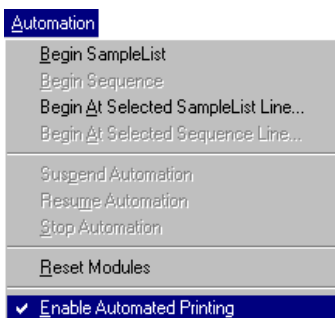 Automation
Begin SampleList
Begin Sequence
Begin At Selected SampleList Line...
Begin At Selected Sequence Line...
Suspend Automation
Resume Automation
Stop Automation
Reset Modules
Enable Automated Printing